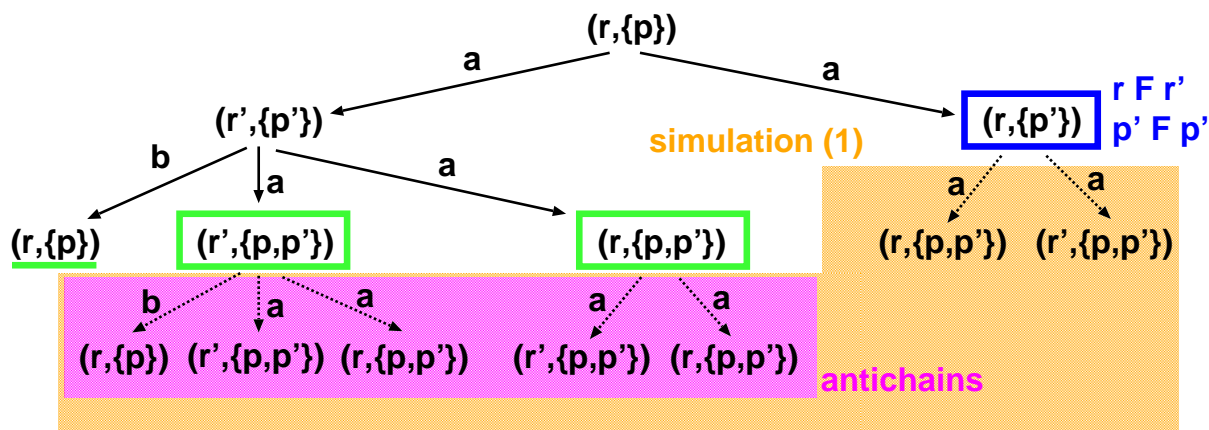 (r,{p})
a
a
(r’,{p’})
(r,{p’})
r F r’
p’ F p’
simulation (1)
b
a
a
a
a
(r,{p})
(r’,{p,p’})
(r,{p,p’})
(r,{p,p’})
(r’,{p,p’})
b
a
a
a
a
(r,{p})
(r’,{p,p’})
(r,{p,p’})
(r’,{p,p’})
(r,{p,p’})
antichains